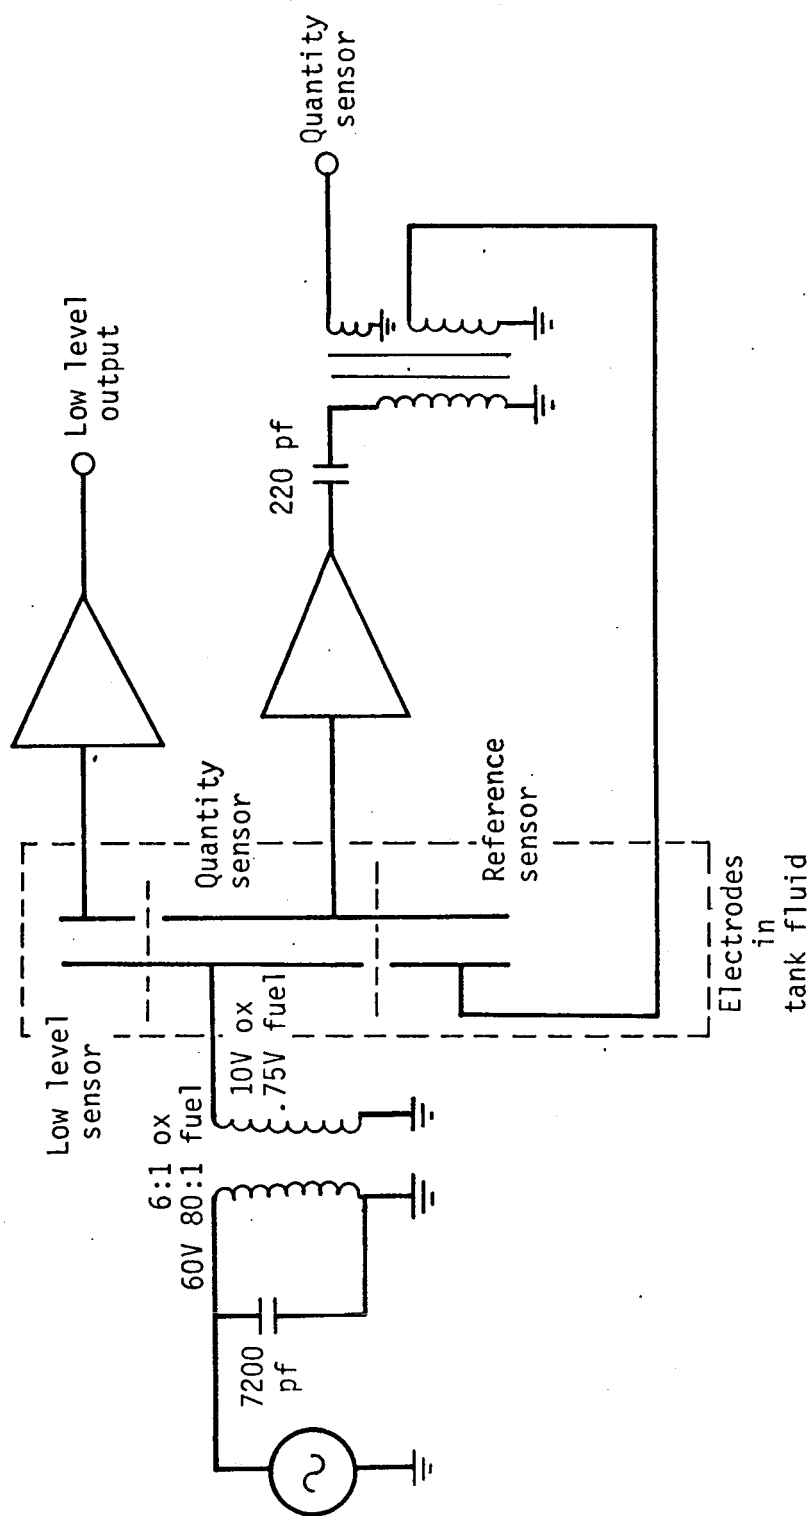 Low level
output
Quantity
sensor
220 pf
Quantity
sensor
Reference
sensor
Low level
sensor
10V ox
.75V fuel
6:1 ox
60V 80:1 fuel
7200
pf
Electrodes
in
tank fluid